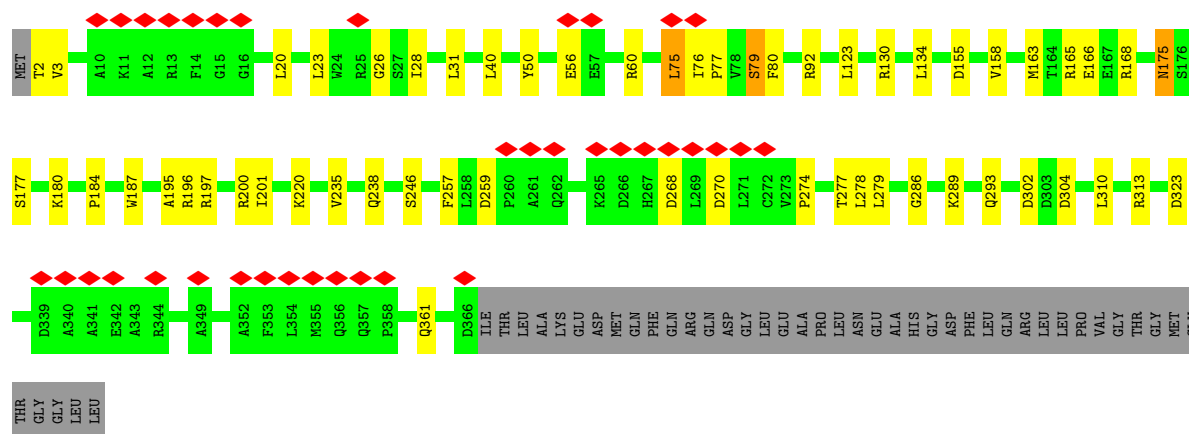 MET T2 V3 A10 K11 A12 R13 F14 G15 G16 L20 L23 W24 R25 G26 S27 I28 L31 L40 Y50 E56 E57 R60 L75 I76 P77 V78 S79 F80 R92 L123 R130 L134 D155 V158 M163 T164 R165 E166 E167 R168 N175 S176
S177 K180 P184 W187 A195 R196 R197 R200 I201 K220 V235 Q238 S246 F257 L258 D259 P260 A261 Q262 K265 D266 H267 D268 L269 D270 L271 C272 V273 P274 T277 L278 L279 G286 K289 Q293 D302 D303 D304 L310 R313 D323
D339 A340 A341 E342 A343 R344 A349 A352 F353 L354 M355 Q356 Q357 P358 Q361 D366 ILE THR LEU ALA LYS GLU ASP MET GLN PHE GLN ARG GLN ASP GLY LEU GLU ALA PRO LEU ASN GLU ALA HIS GLY ASP PHE LEU GLN ARG LEU LEU PRO VAL GLY THR GLY MET
THR GLY GLY LEU LEU